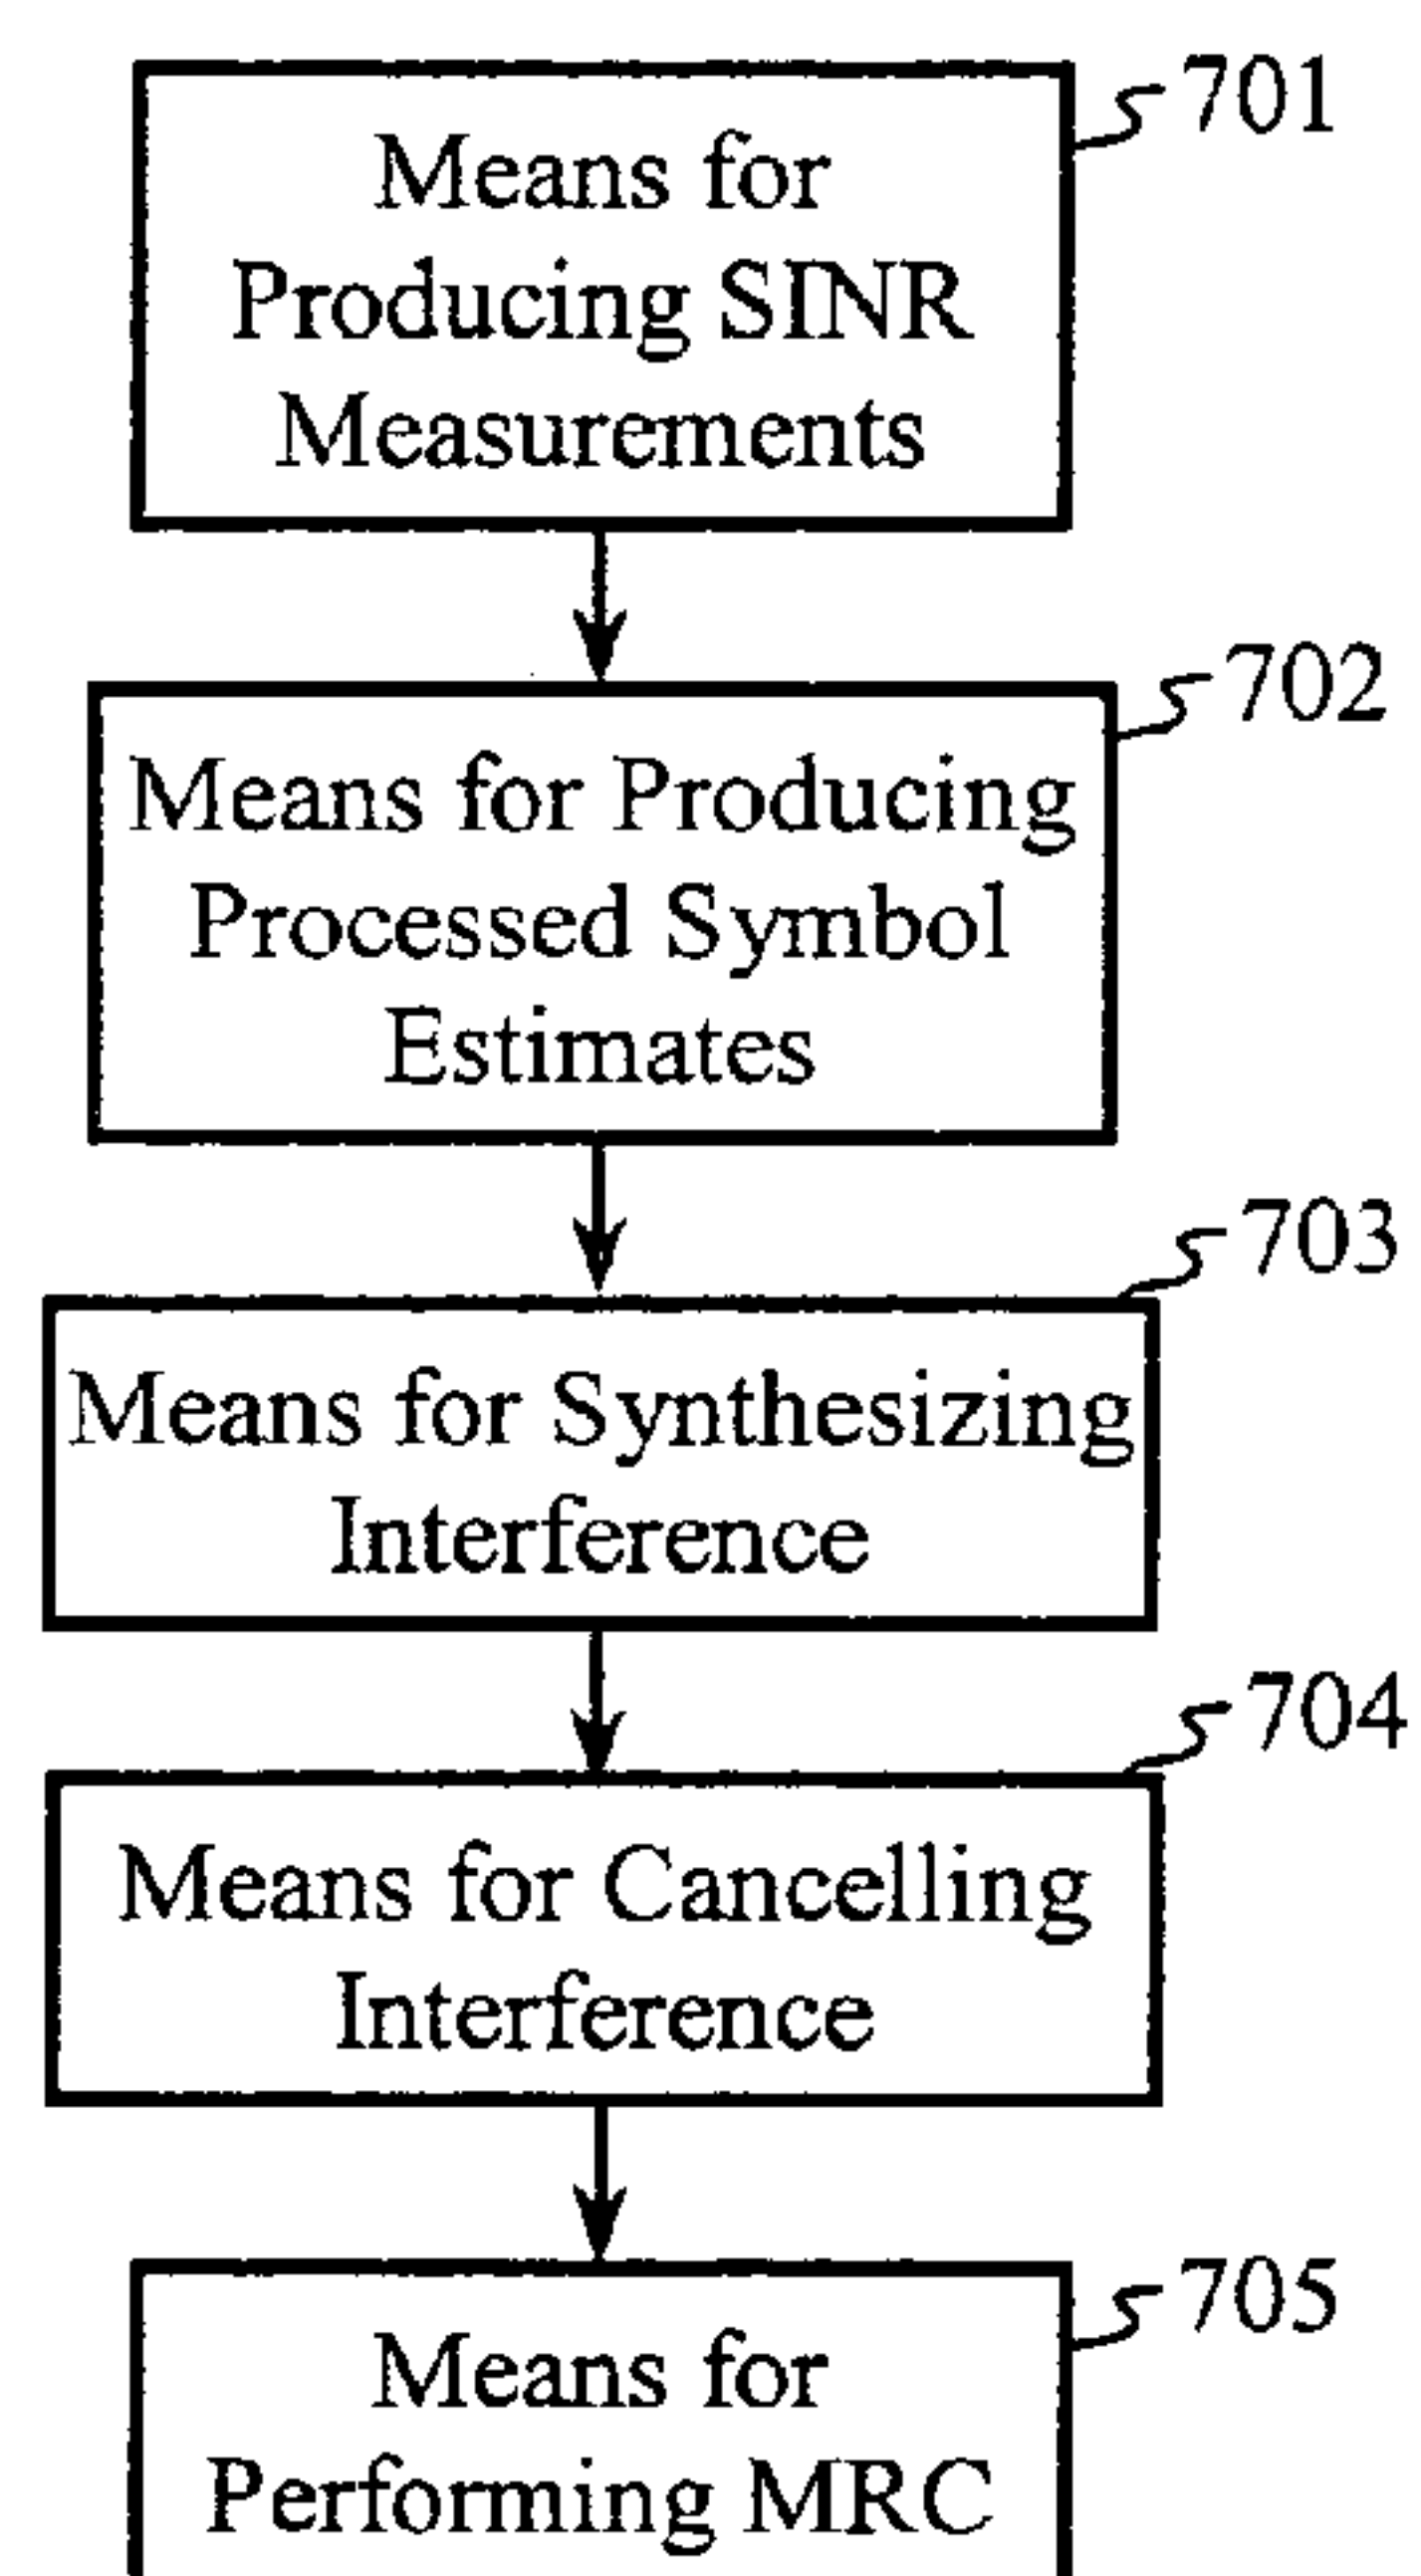 701
Means for
Producing SINR
Measurements
702
Means for Producing
Processed Symbol
Estimates
703
Means for Synthesizing
Interference
704
Means for Cancelling
Interference
705
Means for
Performing MRC